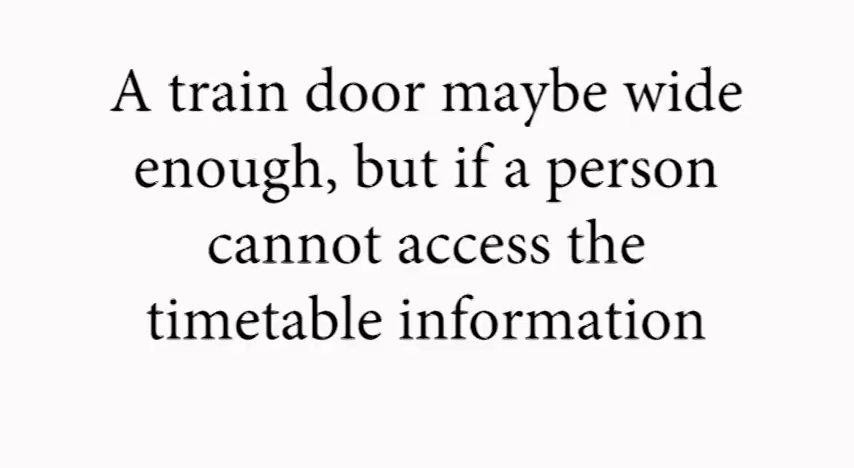 A train door maybe wide
enough, but if a person
cannot access the
timetable information